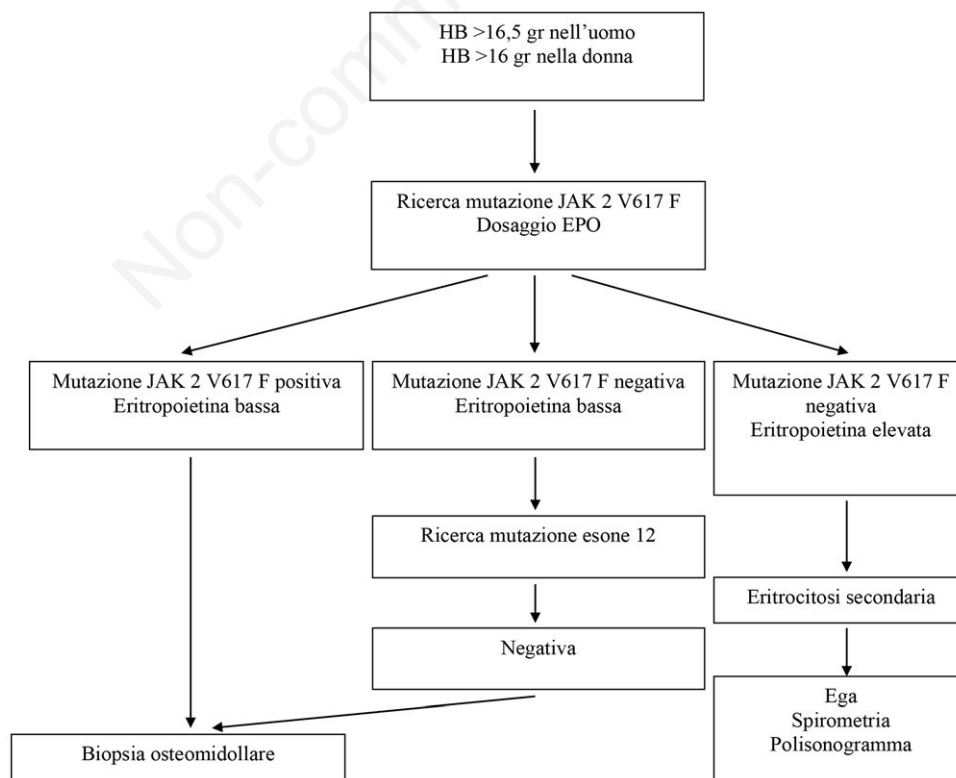 Non-comm
HB >16,5 gr nell’uomo
HB >16 gr nella donna
Ricerca mutazione JAK 2 V617 F
Dosaggio EPO
Mutazione JAK 2 V617 F positiva
Eritropoietina bassa
Mutazione JAK 2 V617 F negativa
Eritropoietina bassa
Mutazione JAK 2 V617 F
negativa
Eritropoietina elevata
Ricerca mutazione esone 12
Eritrocitosi secondaria
Negativa
Ega
Spirometria
Polisonogramma
Biopsia osteomidollare